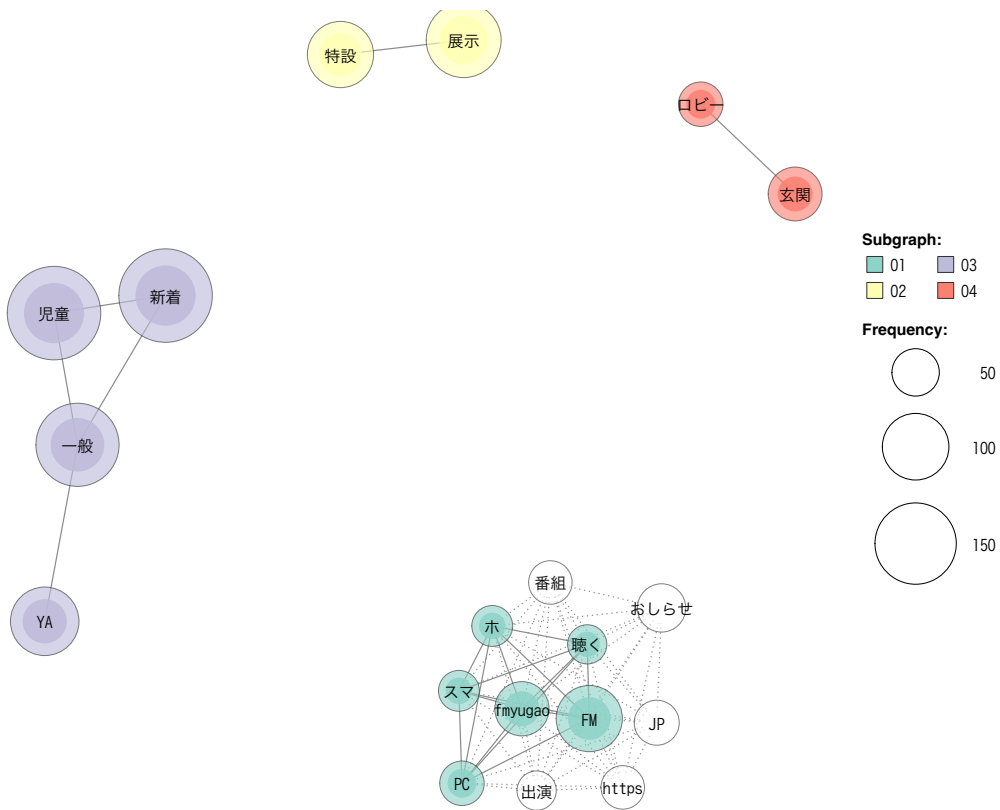 展示
特設
ロビー
玄関
新着
児童
一般
YA
Subgraph:
01 03
02 04
Frequency:
50
100
150
番組
おしらせ
ホ
聴く
スマ
fmyugao
FM
JP
PC
出演
https